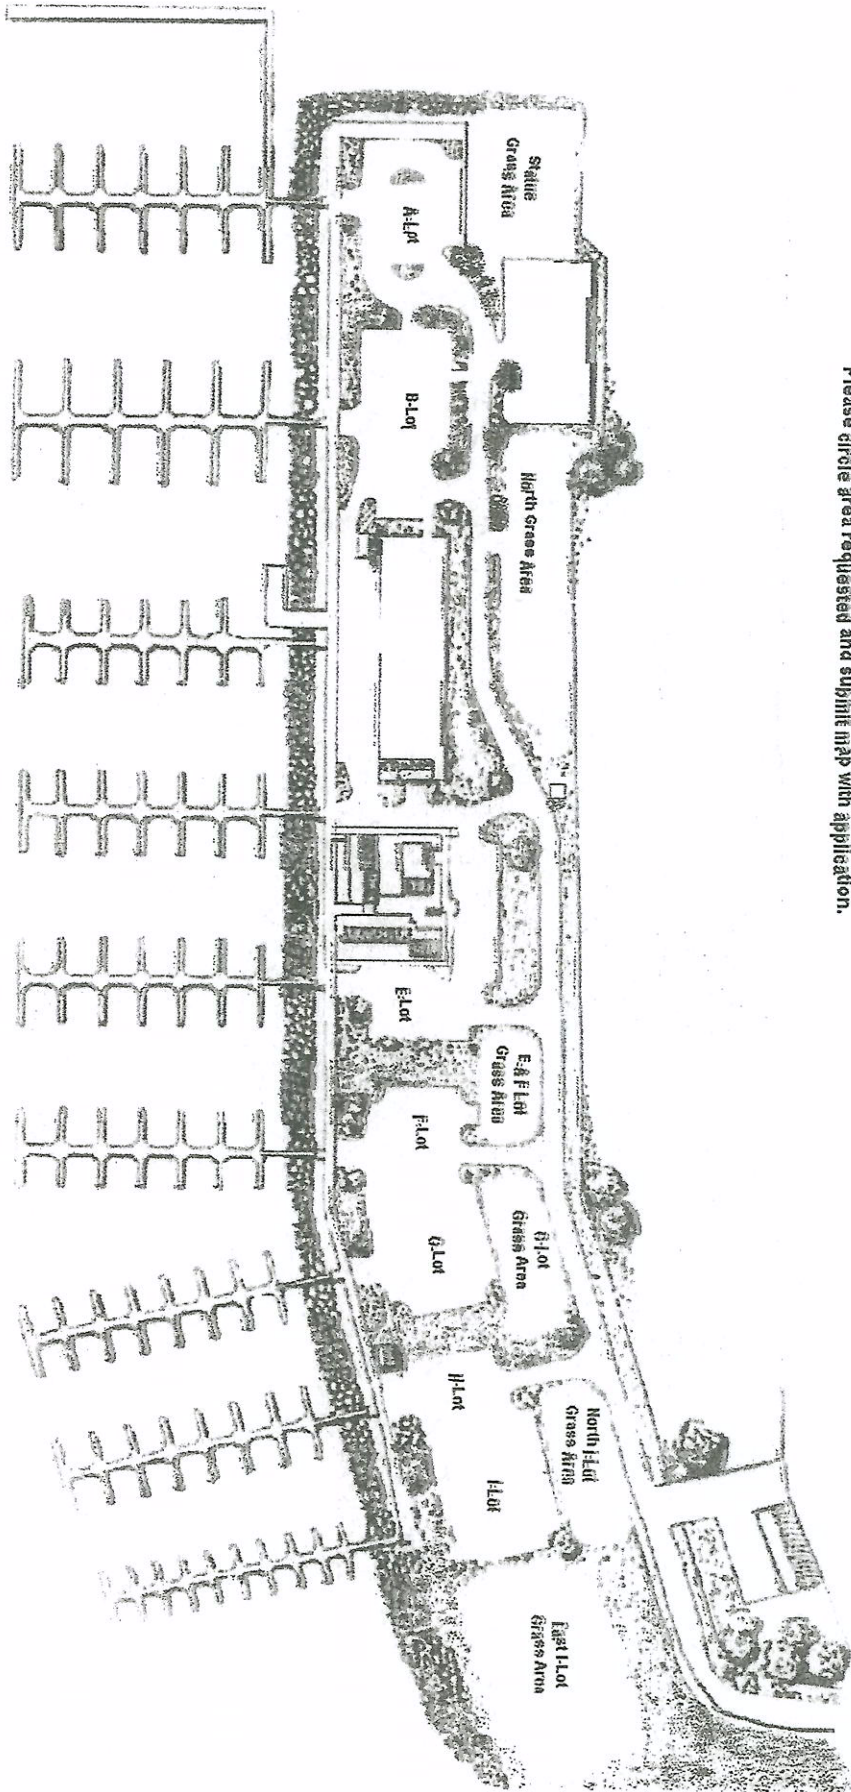 Please circle area requested and submit map with application.
Statue
Grass Area
A-Lot
B-Lot
North Grass Area
E-Lot
E & F Lot
Grass Area
F-Lot
G-Lot
G-Lot
Grass Area
H-Lot
I-Lot
North I-Lot
Grass Area
East I-Lot
Grass Area